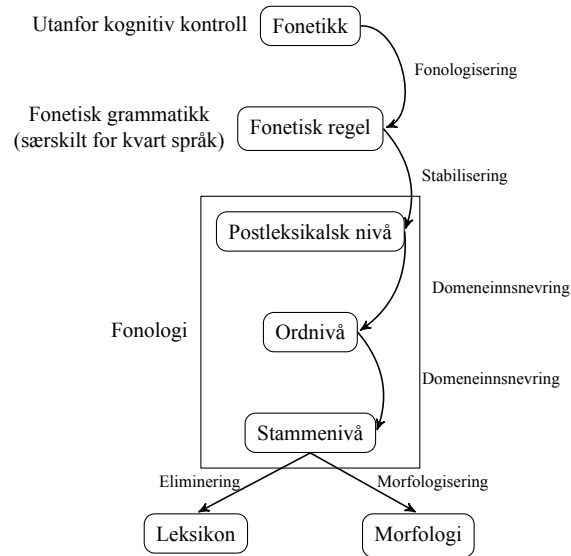 Utanfor kognitiv kontroll
Fonetikk
Fonologisering
Fonetisk grammatikk
(særskilt for kvart språk)
Fonetisk regel
Stabilisering
Postleksikalsk nivå
Domeneinnsnevring
Fonologi
Ordnivå
Domeneinnsnevring
Stammenivå
Eliminering
Morfologisering
Leksikon
Morfologi